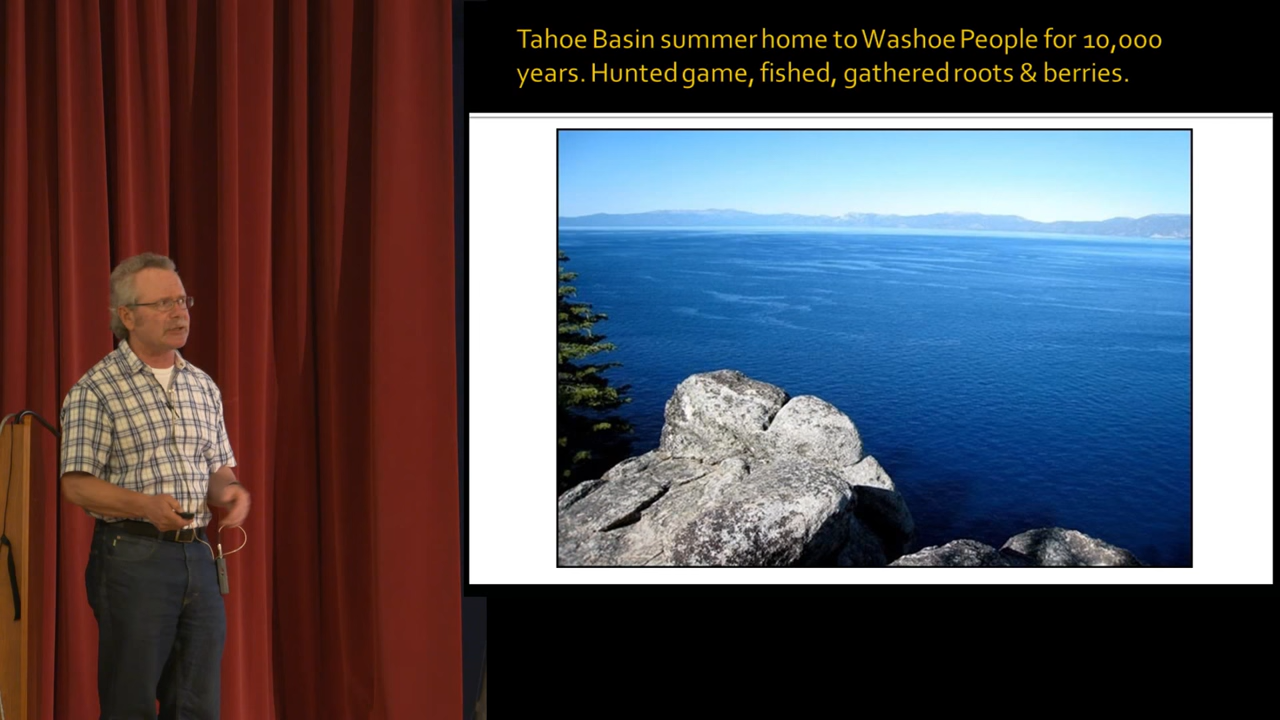 Tahoe Basin summer home to Washoe People for 10,000
years. Hunted game, fished, gathered roots & berries.